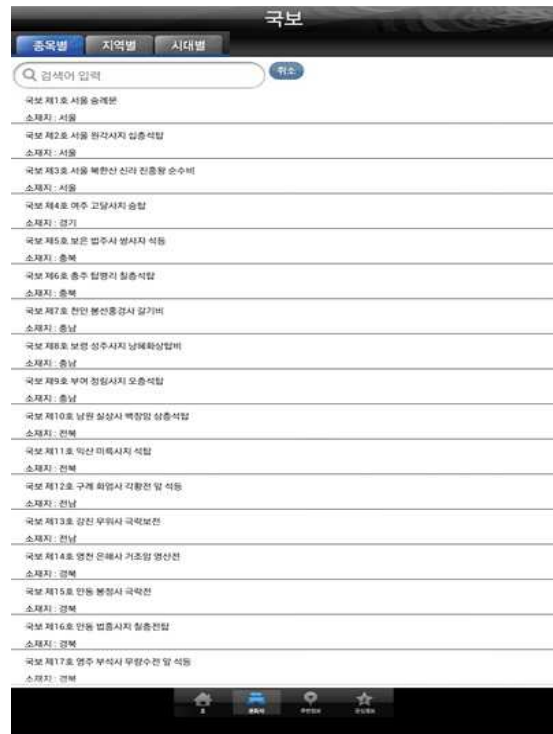 국보
종목별 지역별 시대별
검색어 입력 취소
국보 제1호 서울 숭례문
소재지 : 서울
국보 제2호 서울 원각사지 십층석탑
소재지 : 서울
국보 제3호 서울 북한산 신라 진흥왕 순수비
소재지 : 서울
국보 제4호 여주 고달사지 승탑
소재지 : 경기
국보 제5호 보은 법주사 쌍사자 석등
소재지 : 충북
국보 제6호 충주 탑평리 칠층석탑
소재지 : 충북
국보 제7호 천안 봉선홍경사 갈기비
소재지 : 충남
국보 제8호 보령 성주사지 낭혜화상탑비
소재지 : 충남
국보 제9호 부여 정림사지 오층석탑
소재지 : 충남
국보 제10호 남원 실상사 백장암 삼층석탑
소재지 : 전북
국보 제11호 익산 미륵사지 석탑
소재지 : 전북
국보 제12호 구례 화엄사 각황전 앞 석등
소재지 : 전남
국보 제13호 강진 무위사 극락보전
소재지 : 전남
국보 제14호 영천 은해사 거조암 영산전
소재지 : 경북
국보 제15호 안동 봉정사 극락전
소재지 : 경북
국보 제16호 안동 법흥사지 칠층전탑
소재지 : 경북
국보 제17호 영주 부석사 무량수전 앞 석등
소재지 : 경북
홈